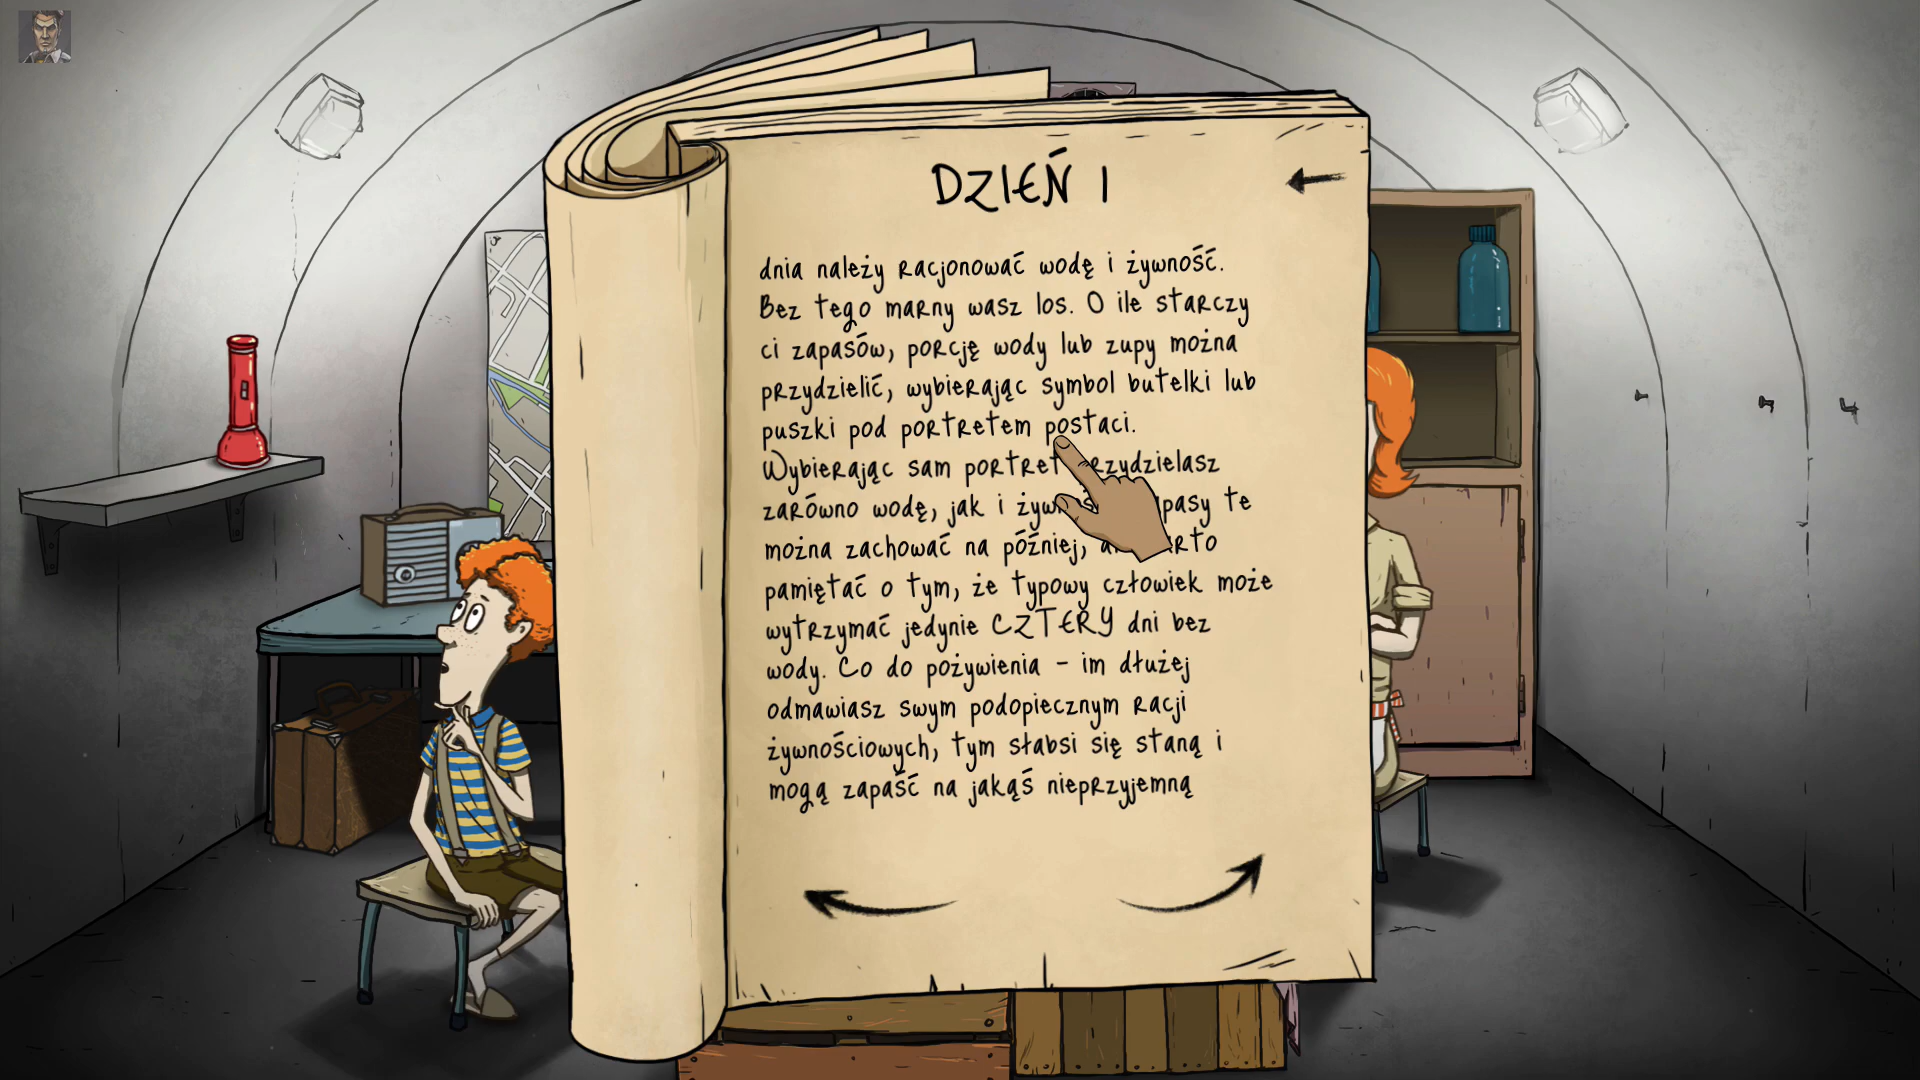 DZIEŃ 1
dnia należy racjonować wodę i żywność.
Bez tego marny wasz los. O ile starczy
ci zapasów, porcję wody lub zupy można
przydzielić, wybierając symbol butelki lub
puszki pod portretem postaci.
Wybierając sam portret
zarówno wodę, jak i te
można zachować na później,
pamiętać o tym, że typowy człowiek może
wytrzymać jedynie CZTERY dni bez
wody. Co do pożywienia - im dłużej
odmawiasz swym podopiecznym racji
żywnościowych, tym słabsi się staną i
mogą zapaść na jakąś nieprzyjemną